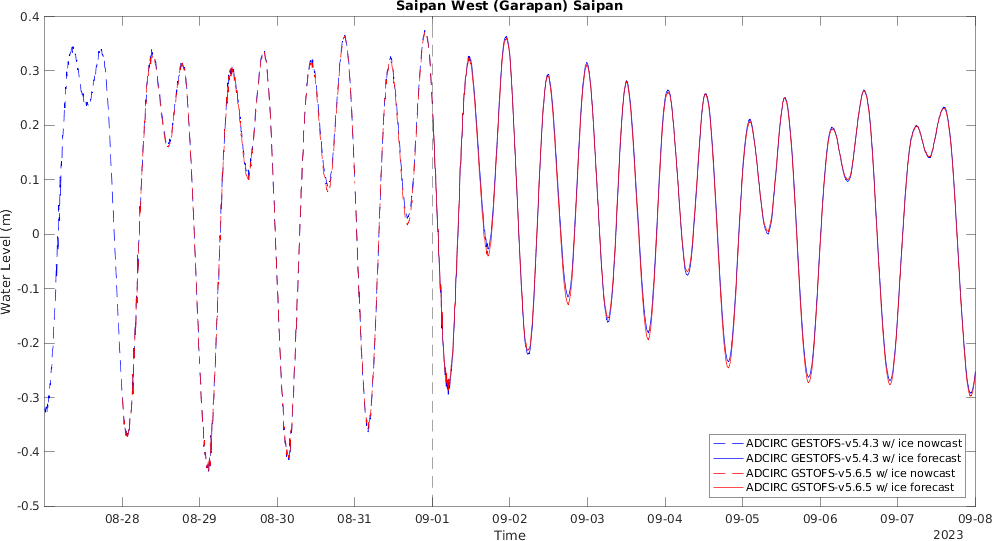 Saipan West (Garapan) Saipan
Water Level (m)
0.4
0.3
0.2
0.1
0
-0.1
-0.2
-0.3
-0.4
-0.5
ADCIRC GESTOFS-v5.4.3 w/ ice nowcast
ADCIRC GESTOFS-v5.4.3 w/ ice forecast
ADCIRC GSTOFS-v5.6.5 w/ ice nowcast
ADCIRC GSTOFS-v5.6.5 w/ ice forecast
08-28 08-29 08-30 08-31 09-01 09-02 09-03 09-04 09-05 09-06 09-07 09-08
Time
2023